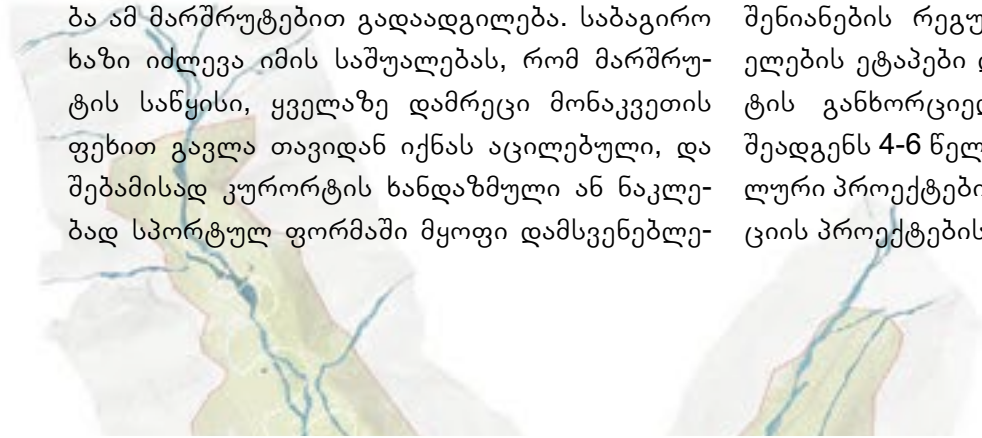 ბა ამ მარშრუტებით გადაადგილება. საბაგირო
ხაზი იძლევა იმის საშუალებას, რომ მარშრუ-
ტის საწყისი, ყველაზე დამრეცი მონაკვეთის
ფეხით გავლა თავიდან იქნას აცილებული, და
შებამისად კურორტის ხანდაზმული ან ნაკლე-
ბად სპორტულ ფორმაში მყოფი დამსვენებლე-
შენიანების რეგუ
ელების ეტაპები
ტის განხორციელ
შეადგენს 4-6 წელ
ლური პროექტები
ციის პროექტების